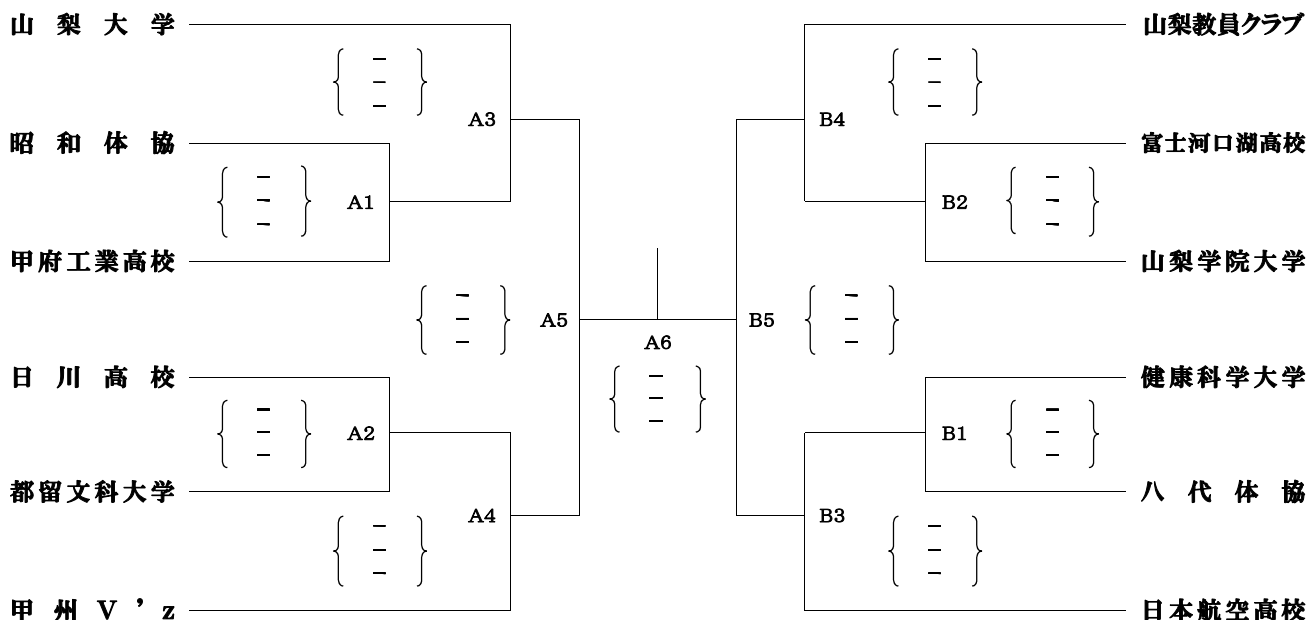 山梨大学
山梨教員クラブ
A3
B4
昭和体協
富士河口湖高校
A1
B2
甲府工業高校
山梨学院大学
A5
B5
A6
日川高校
健康科学大学
A2
B1
都留文科大学
八代体協
A4
B3
甲州V’z
日本航空高校